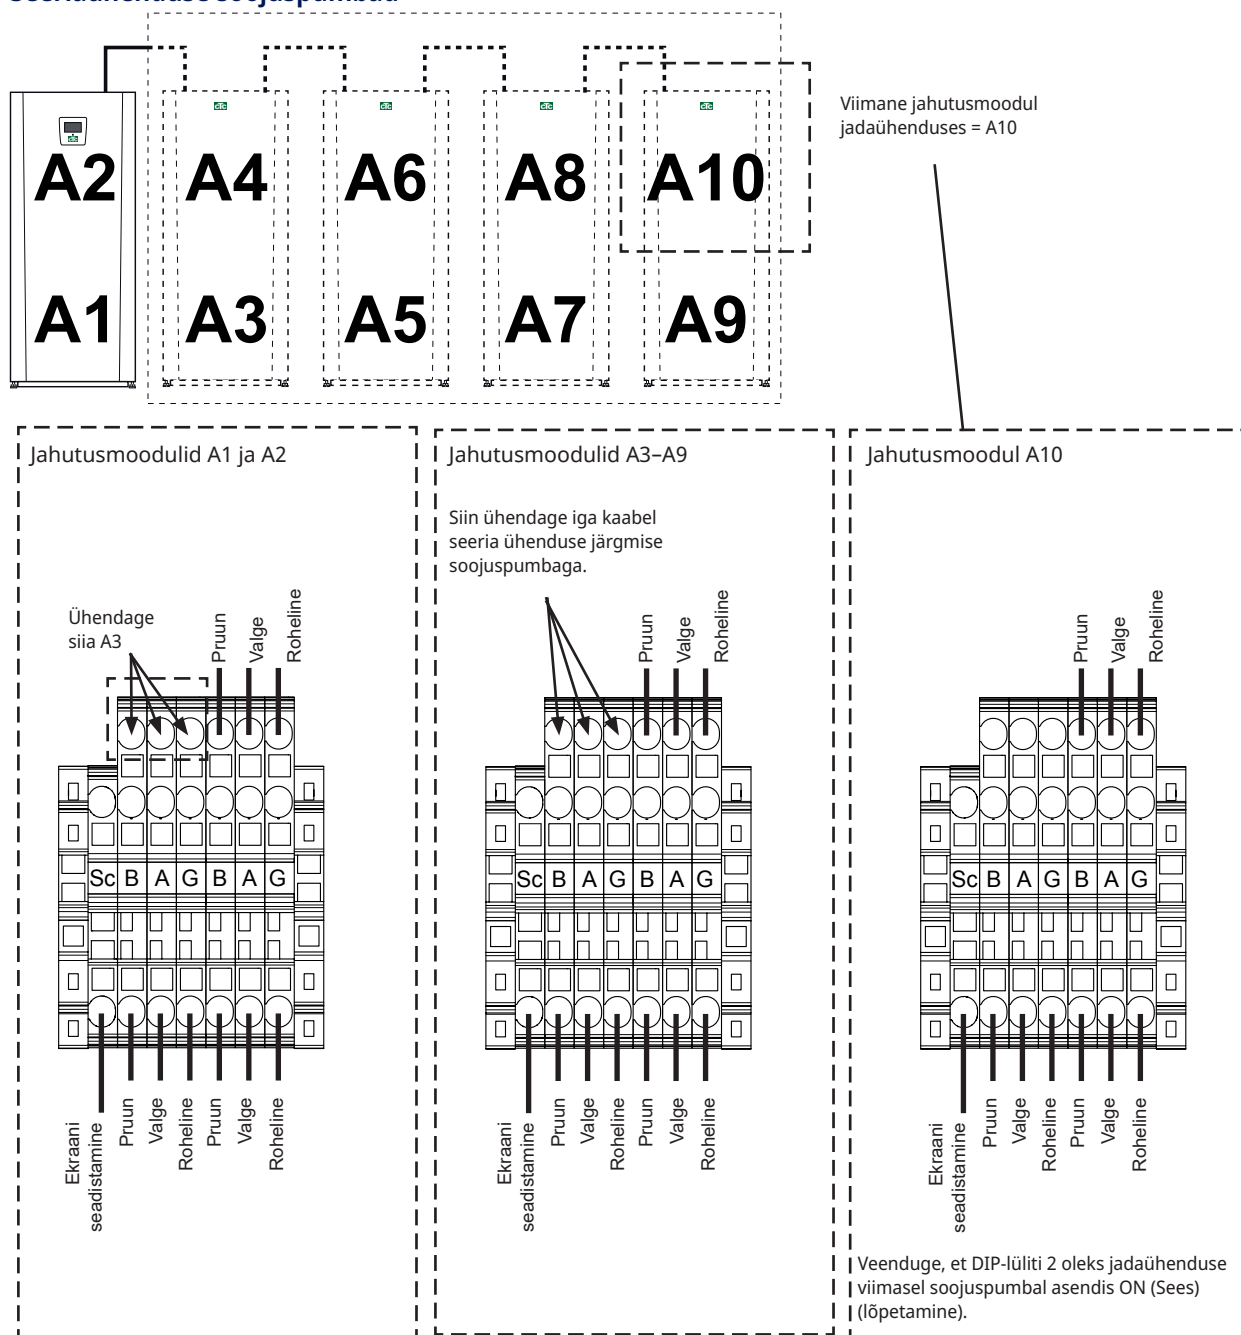 Viimane jahutusmoodul
jadaühenduses = A10
A2
A4
A6
A8
A10
A1
A3
A5
A7
A9
Jahutusmoodulid A1 ja A2
Ühendage
siia A3
Pruun
Valge
Roheline
Sc B A G B A G
Ekraani
seadistamine
Pruun
Valge
Roheline
Pruun
Valge
Roheline
Jahutusmoodulid A3–A9
Siin ühendage iga kaabel
seeria ühenduse järgmise
soojuspumbaga.
Pruun
Valge
Roheline
Sc B A G B A G
Ekraani
seadistamine
Pruun
Valge
Roheline
Pruun
Valge
Roheline
Jahutusmoodul A10
Pruun
Valge
Roheline
Sc B A G B A G
Ekraani
seadistamine
Pruun
Valge
Roheline
Pruun
Valge
Roheline
Veenduge, et DIP-lüliti 2 oleks jadaühenduse
viimasel soojuspumbal asendis ON (Sees)
(lõpetamine).